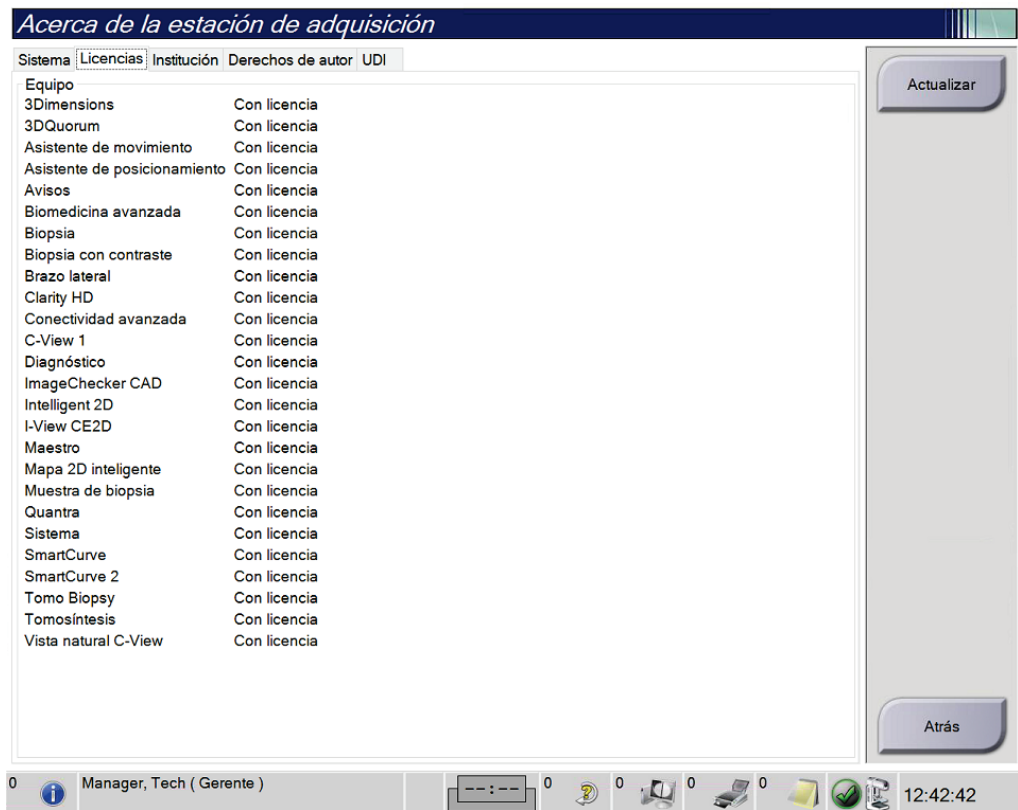 Acerca de la estación de adquisición
Sistema Licencias Institución Derechos de autor UDI
Equipo
3Dimensions Con licencia
3DQuorum Con licencia
Asistente de movimiento Con licencia
Asistente de posicionamiento Con licencia
Avisos Con licencia
Biomedicina avanzada Con licencia
Biopsia Con licencia
Biopsia con contraste Con licencia
Brazo lateral Con licencia
Clarity HD Con licencia
Conectividad avanzada Con licencia
C-View 1 Con licencia
Diagnóstico Con licencia
ImageChecker CAD Con licencia
Intelligent 2D Con licencia
I-View CE2D Con licencia
Maestro Con licencia
Mapa 2D inteligente Con licencia
Muestra de biopsia Con licencia
Quantra Con licencia
Sistema Con licencia
SmartCurve Con licencia
SmartCurve 2 Con licencia
Tomo Biopsy Con licencia
Tomosíntesis Con licencia
Vista natural C-View Con licencia
Actualizar
Atrás
0 Manager, Tech ( Gerente ) --:-- 0 0 0 0 12:42:42